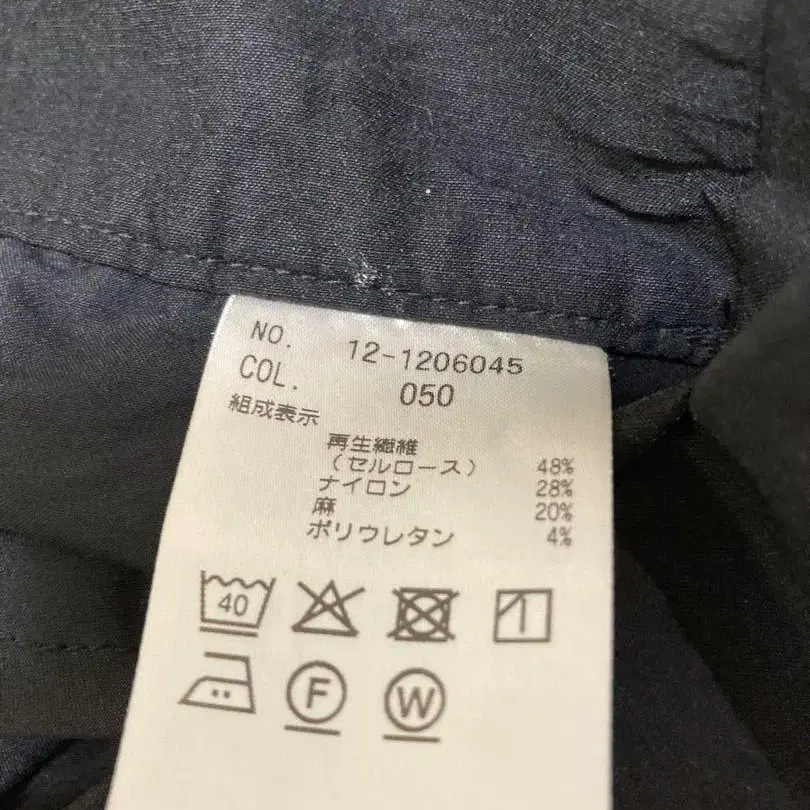 NO. 12-1206045
COL. 050
組成表示
再生繊維
(セルロース) 48%
ナイロン 28%
麻 20%
ポリウレタン 4%
40
F W